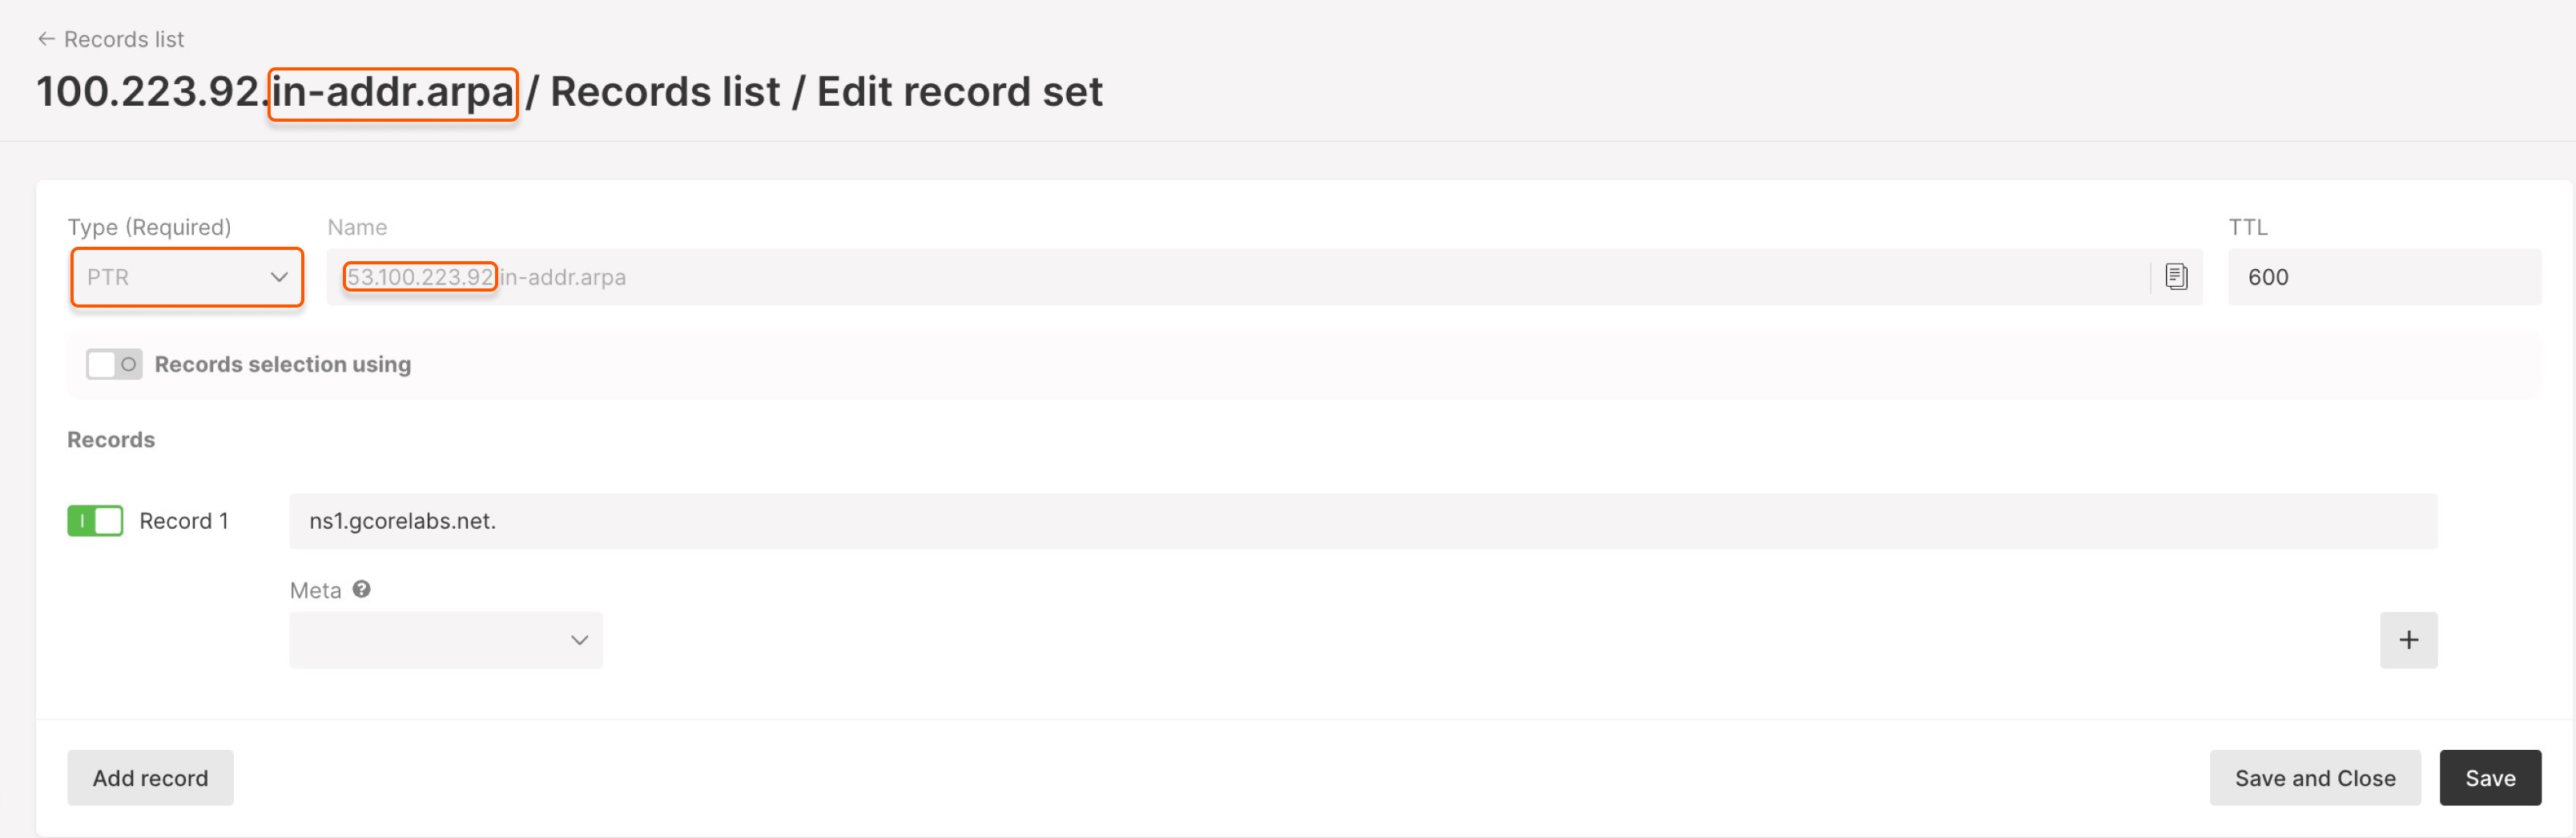 ← Records list
100.223.92.in-addr.arpa / Records list / Edit record set
Type (Required) Name TTL
PTR 53.100.223.92.in-addr.arpa 600
Records selection using
Records
Record 1 ns1.gcorelabs.net.
Meta ?
+
Add record Save and Close Save